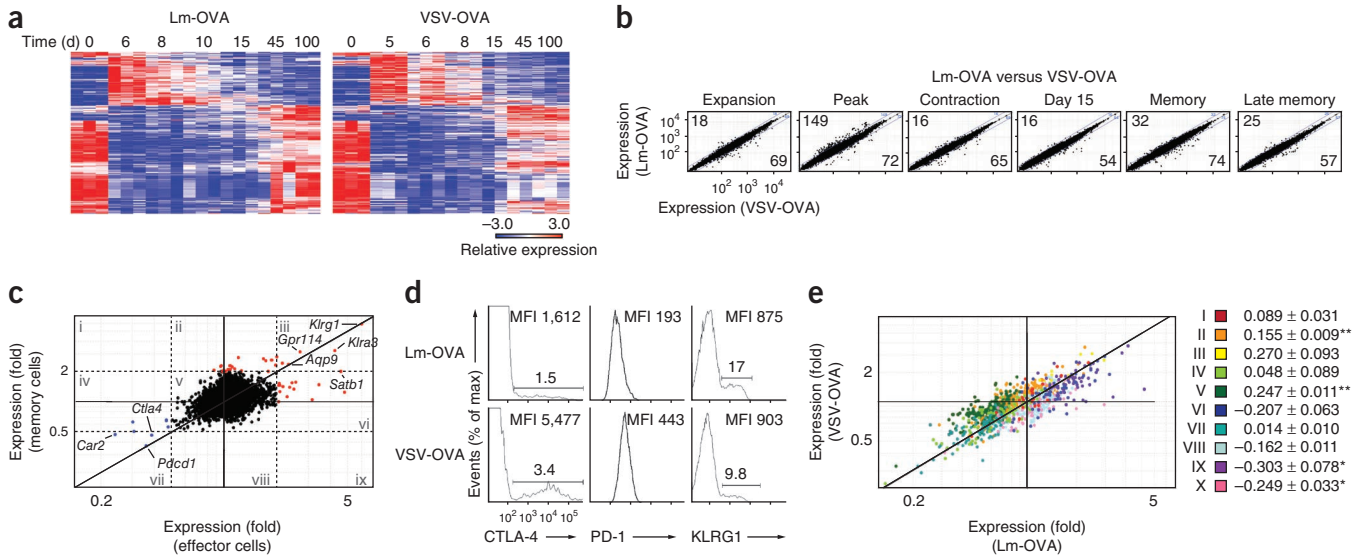 a
Lm-OVA
VSV-OVA
Time (d) 0 6 8 10 15 45 100
0 5 6 8 15 45 100
–3.0 3.0
Relative expression
b
Lm-OVA versus VSV-OVA
Expansion
Peak
Contraction
Day 15
Memory
Late memory
Expression
(Lm-OVA)
10⁴
10³
10²
18
69
149
72
16
65
16
54
32
74
25
57
10² 10³ 10⁴
Expression (VSV-OVA)
c
Expression (fold)
(memory cells)
2
0.5
i
ii
iii
iv
v
vi
vii
viii
ix
Klrg1
Gpr114
Klra3
Aqp9
Satb1
Ctla4
Car2
Pdcd1
0.2
5
Expression (fold)
(effector cells)
d
Events (% of max)
Lm-OVA
MFI 1,612
1.5
MFI 193
MFI 875
17
VSV-OVA
MFI 5,477
3.4
MFI 443
MFI 903
9.8
10² 10³ 10⁴ 10⁵
CTLA-4
PD-1
KLRG1
e
Expression (fold)
(VSV-OVA)
2
0.5
0.2
5
Expression (fold)
(Lm-OVA)
I 0.089 ± 0.031
II 0.155 ± 0.009**
III 0.270 ± 0.093
IV 0.048 ± 0.089
V 0.247 ± 0.011**
VI –0.207 ± 0.063
VII 0.014 ± 0.010
VIII –0.162 ± 0.011
IX –0.303 ± 0.078*
X –0.249 ± 0.033*